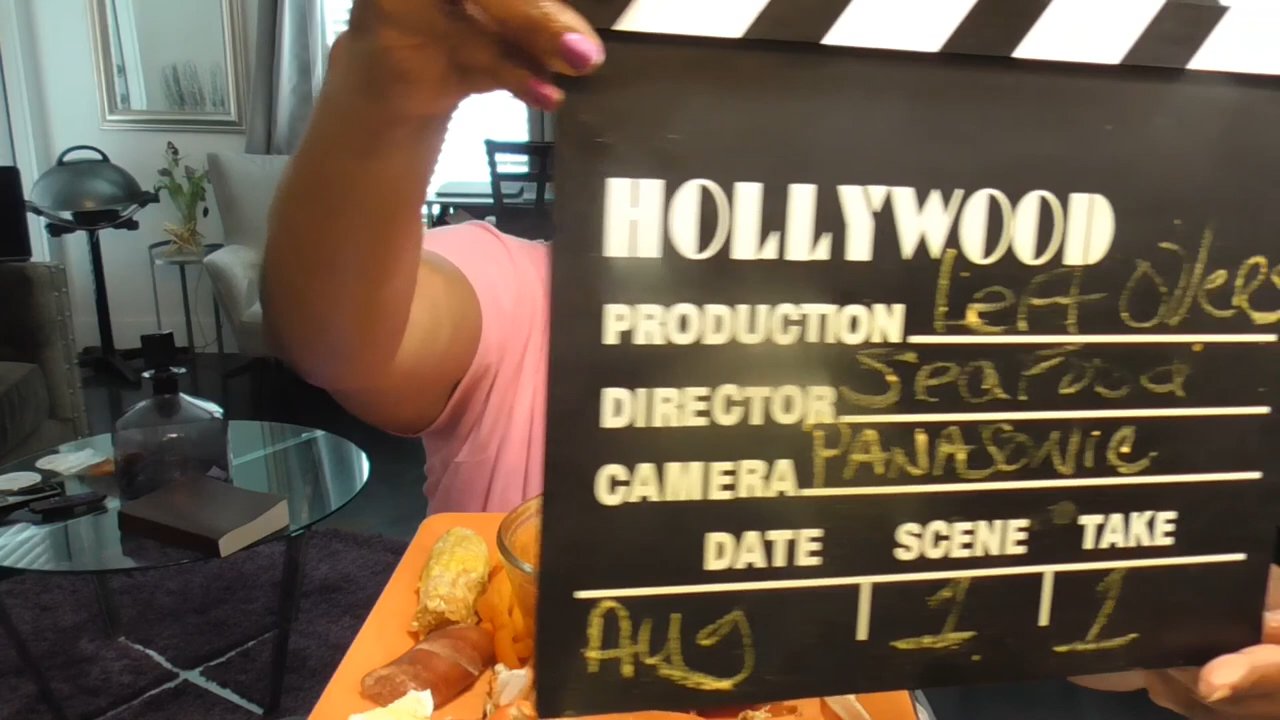 HOLLYWOOD
PRODUCTION Left Overs
DIRECTOR Seafood
CAMERA PANASONIC
DATE SCENE TAKE
Aug 1 1